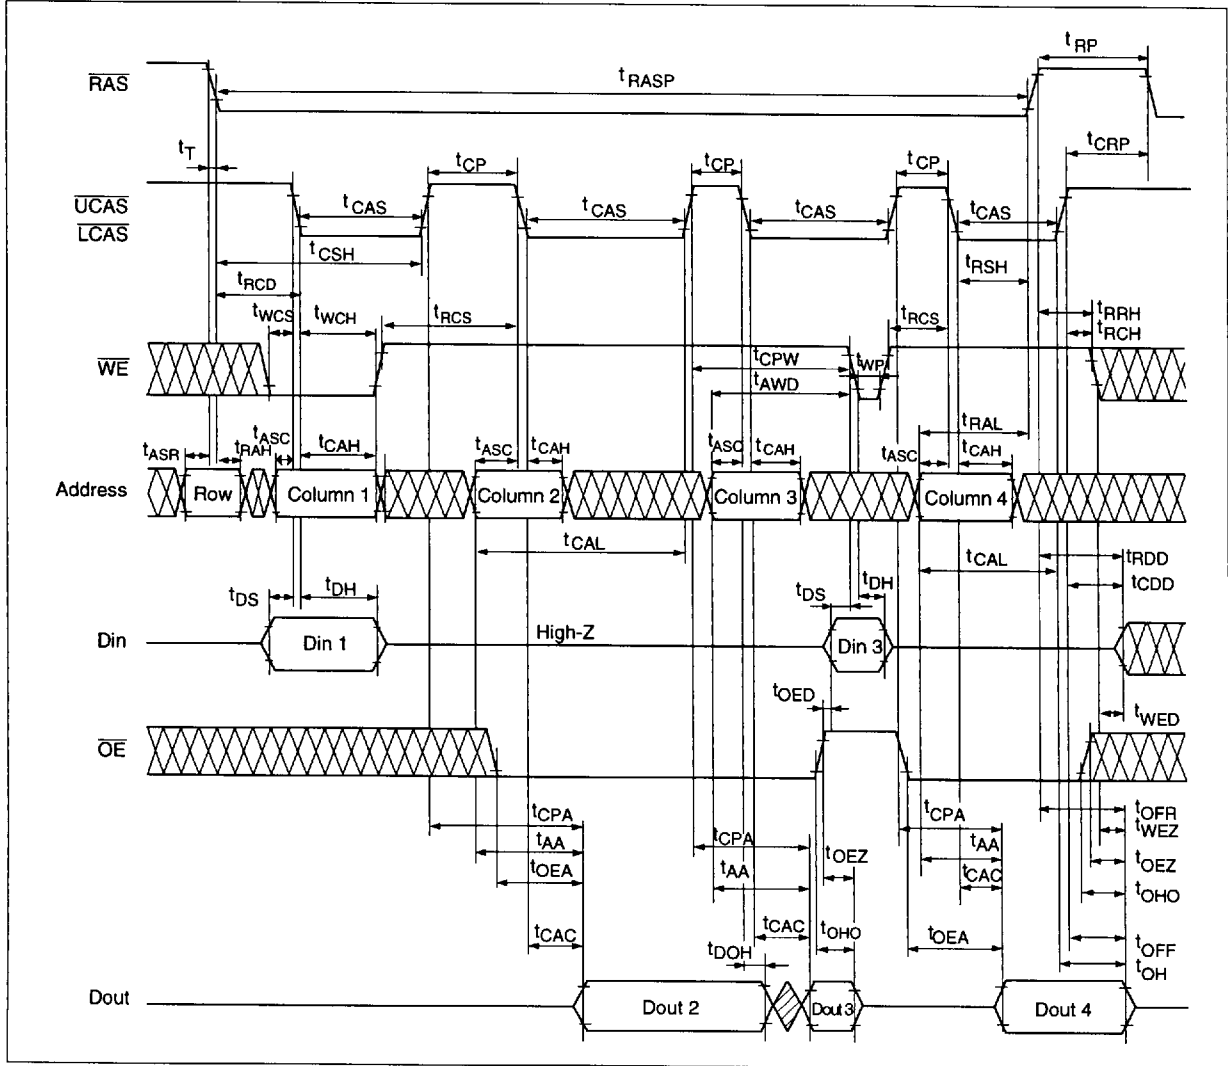 tRP
RAS
tRASP
tT
tCP
tCP
tCP
tCRP
UCAS
LCAS
tCAS
tCAS
tCAS
tCAS
tCSH
tRSH
tRCD
tWCS
tWCH
tRCS
tRCS
tRRH
tRCH
WE
tCPW
tWP
tAWD
tRAL
tASR
tRAH
tASC
tCAH
tASC
tCAH
tASC
tCAH
tASC
tCAH
Address
Row
Column 1
Column 2
Column 3
Column 4
tCAL
tCAL
tRDD
tCDD
tDS
tDH
tDS
tDH
Din
Din 1
High-Z
Din 3
tOED
tWED
OE
tCPA
tCPA
tCPA
tOFR
tWEZ
tAA
tAA
tAA
tOEZ
tOEZ
tOEA
tCAC
tOHO
tCAC
tCAC
tOHO
tOEA
tDOH
tOFF
tOH
Dout
Dout 2
Dout 3
Dout 4